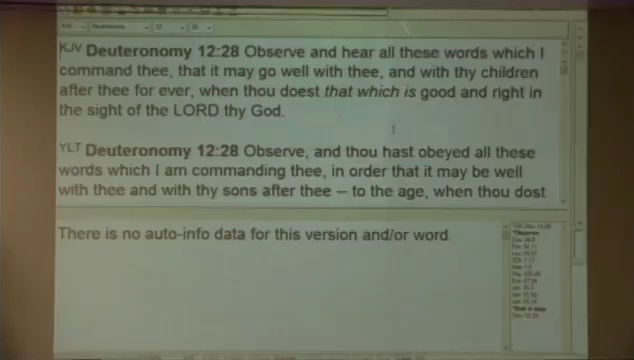 KJV Deuteronomy 12:28 Observe and hear all these words which I
command thee, that it may go well with thee, and with thy children
after thee for ever, when thou doest that which is good and right in
the sight of the LORD thy God.
YLT Deuteronomy 12:28 Observe, and thou hast obeyed all these
words which I am commanding thee, in order that it may be well
with thee and with thy sons after thee – to the age, when thou dost
There is no auto-info data for this version and/or word.